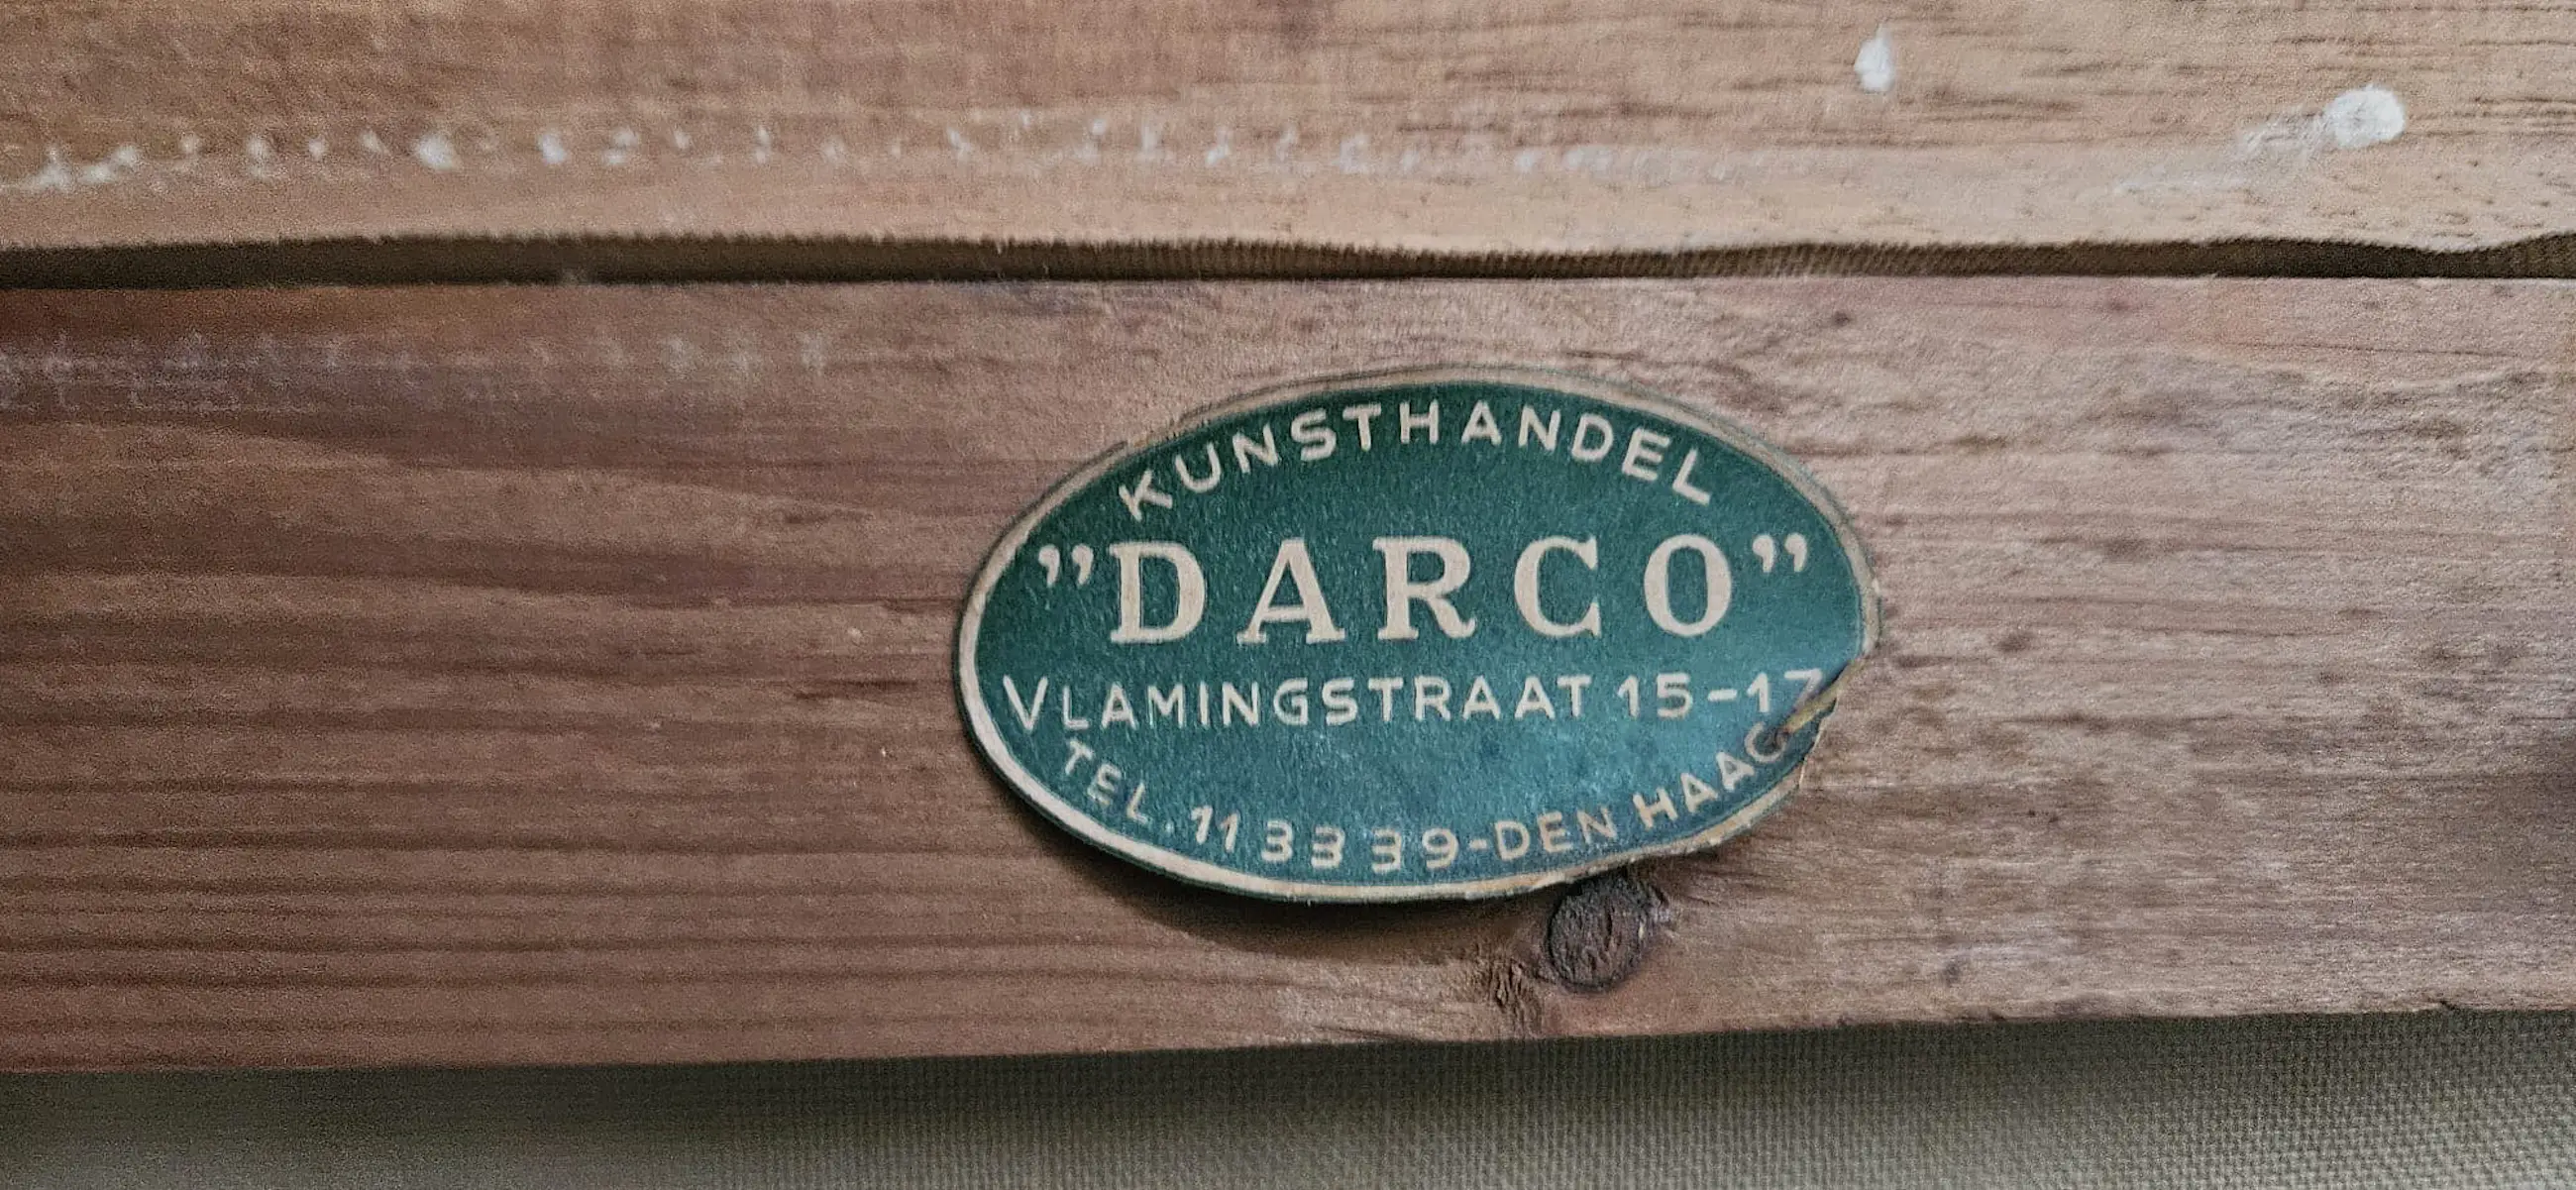 KUNSTHANDEL
”DARCO”
VLAMINGSTRAAT 15-17
TEL. 11 33 39-DEN HAAG